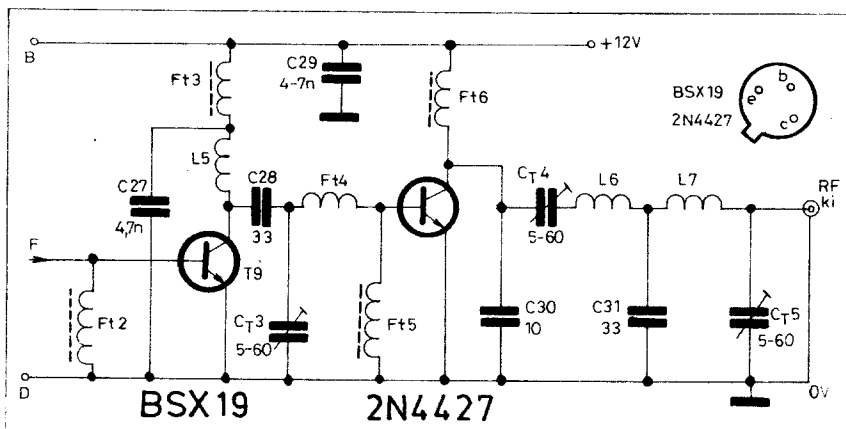 B
+12V
C29
4-7n
Ft3
Ft6
BSX19
2N4427
b
e
c
L5
C27
4,7n
C28
33
Ft4
CT4
5-60
L6
L7
RF
ki
F
T9
Ft2
CT3
5-60
Ft5
C30
10
C31
33
CT5
5-60
D
0V
BSX19
2N4427